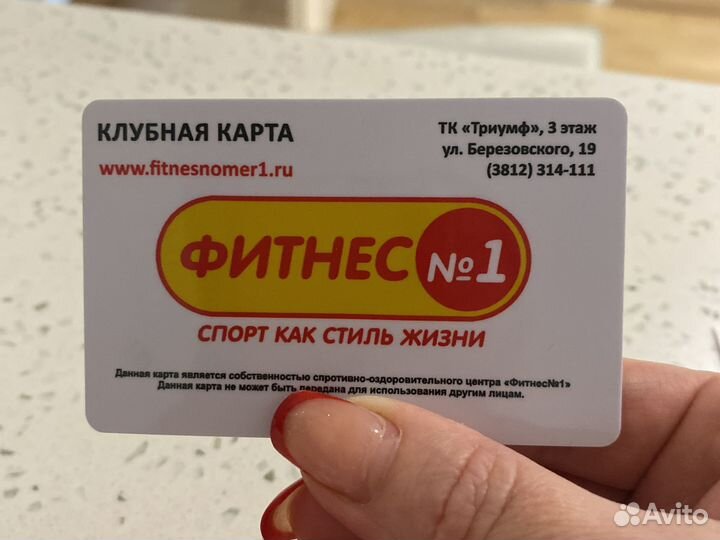 КЛУБНАЯ КАРТА
www.fitnesnomer1.ru
ТК «Триумф», 3 этаж
ул. Березовского, 19
(3812) 314-111
ФИТНЕС №1
СПОРТ КАК СТИЛЬ ЖИЗНИ
Данная карта является собственностью спротивно-оздоровительного центра «Фитнес№1»
Данная карта не может быть передана для использования другим лицам.
Avito